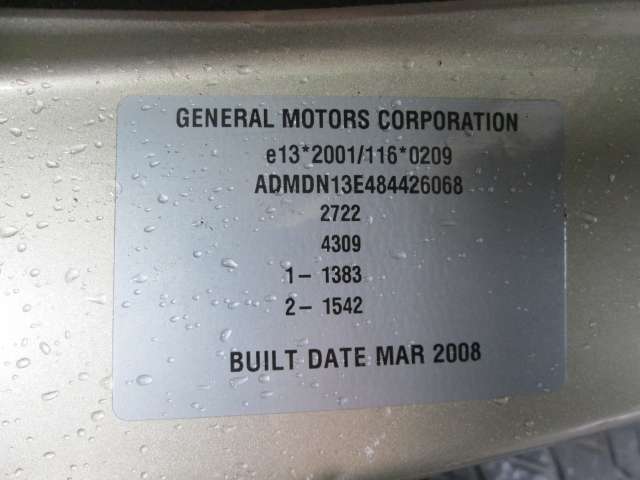 GENERAL MOTORS CORPORATION
e13*2001/116*0209
ADMDN13E484426068
2722
4309
1– 1383
2– 1542
BUILT DATE MAR 2008